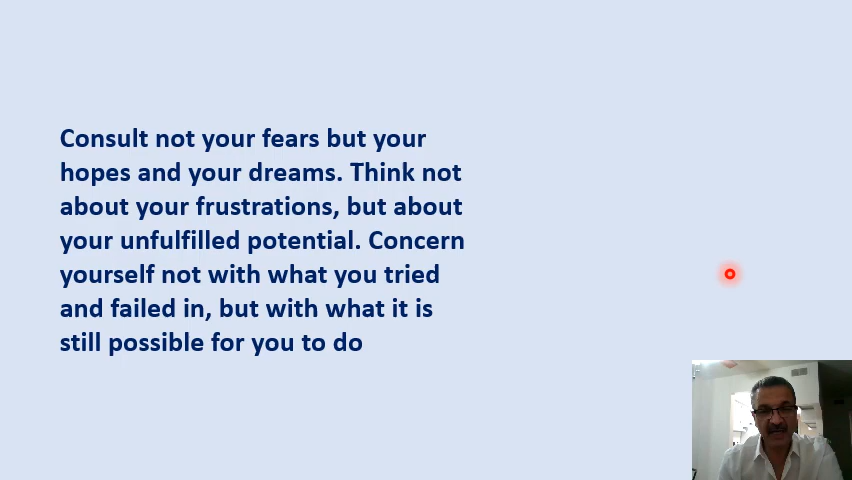 Consult not your fears but your
hopes and your dreams. Think not
about your frustrations, but about
your unfulfilled potential. Concern
yourself not with what you tried
and failed in, but with what it is
still possible for you to do